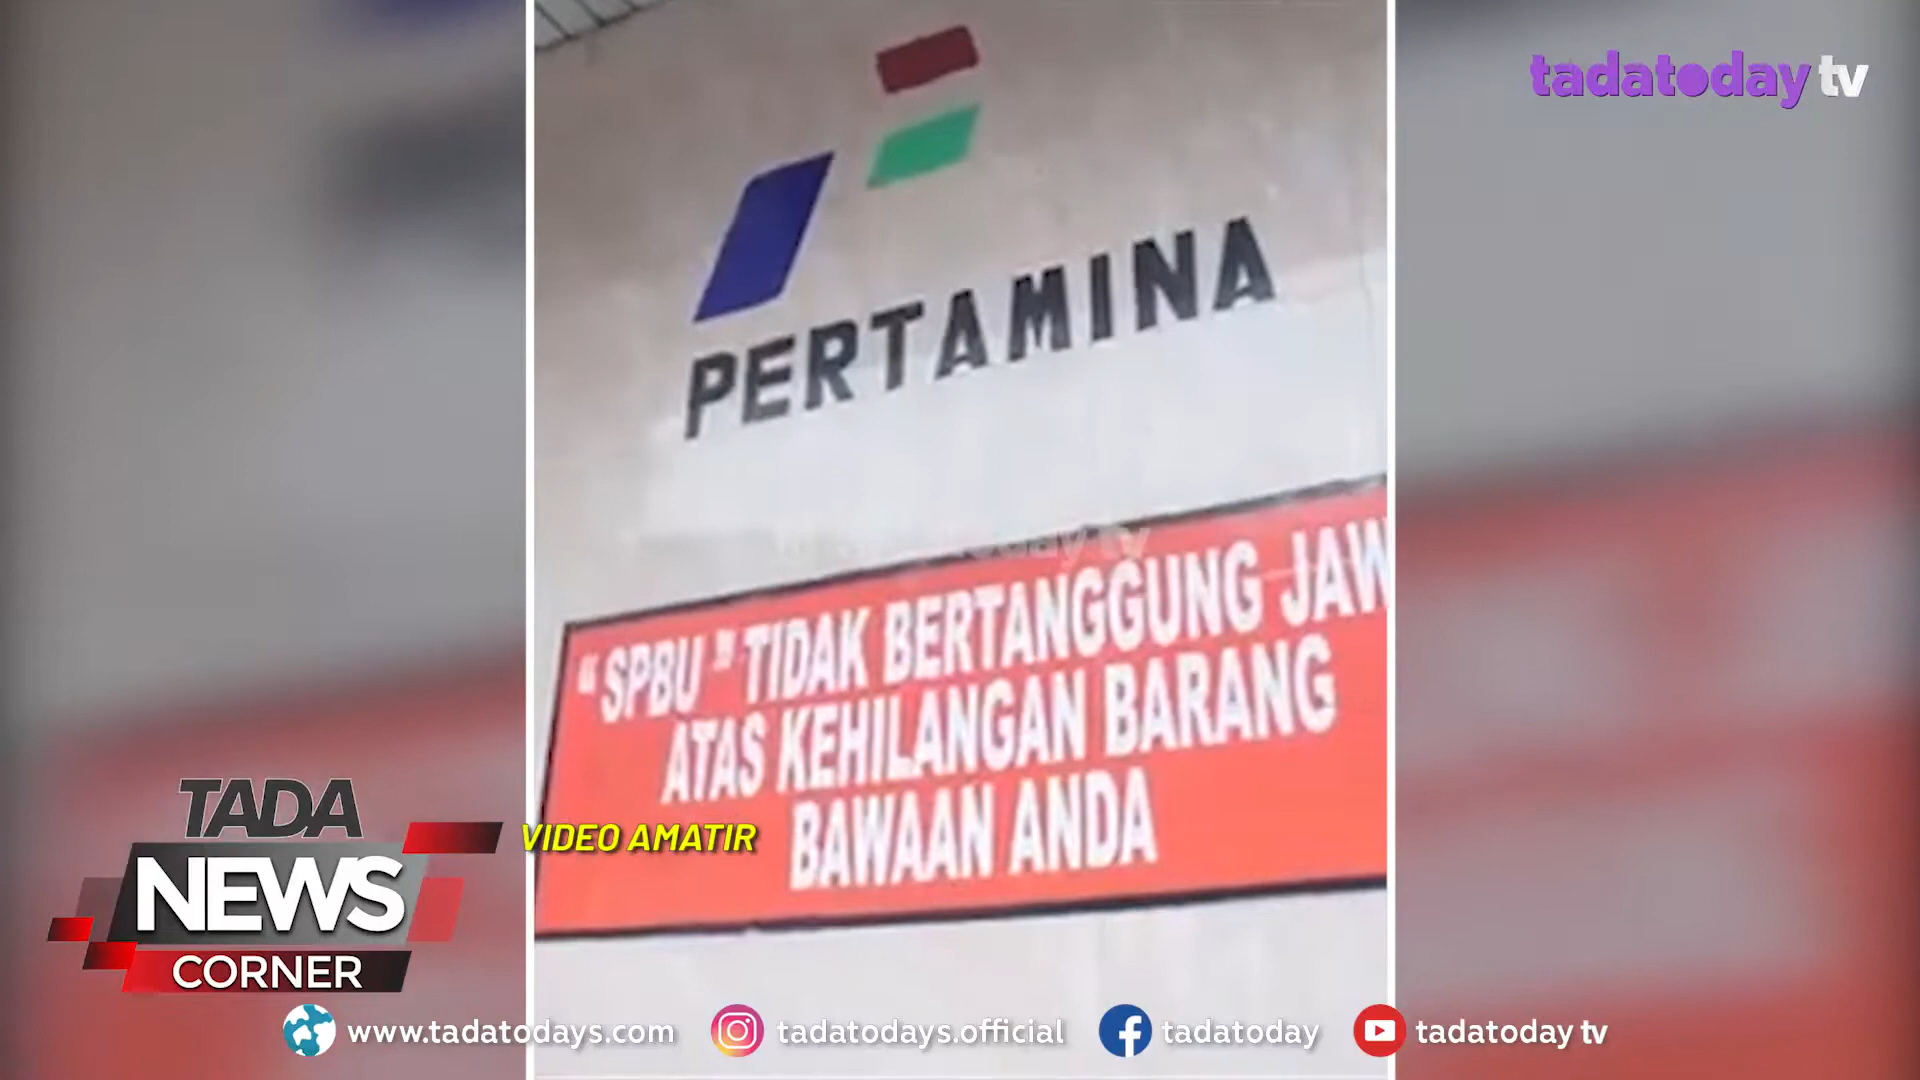 tadatoday tv
PERTAMINA
"SPBU" TIDAK BERTANGGUNG JAW
ATAS KEHILANGAN BARANG
BAWAAN ANDA
VIDEO AMATIR
TADA
NEWS
CORNER
www.tadatodays.com
tadatodays.official
tadatoday
tadatoday tv